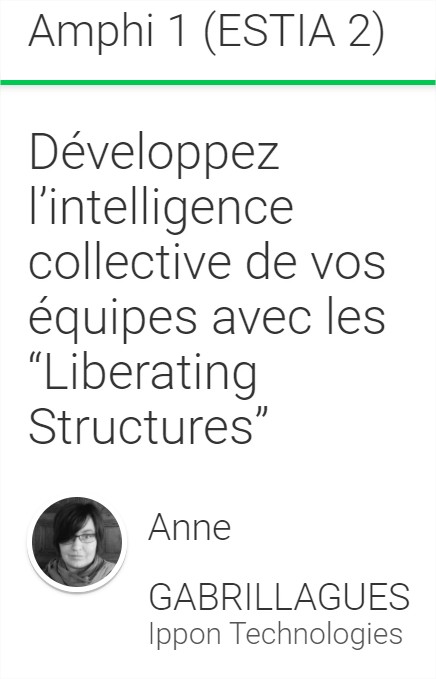 Amphi 1 (ESTIA 2)
Développez
l’intelligence
collective de vos
équipes avec les
“Liberating
Structures”
Anne
GABRILLAGUES
Ippon Technologies